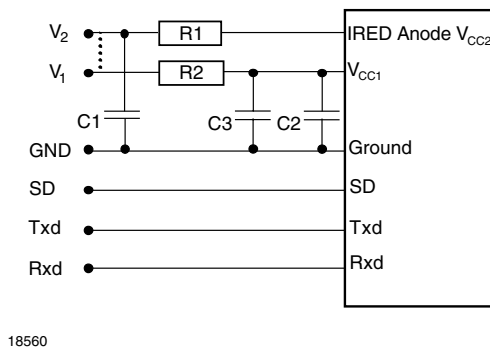 V2 R1 IRED Anode VCC2
V1 R2 VCC1
C1 C3 C2
GND Ground
SD SD
Txd Txd
Rxd Rxd
18560